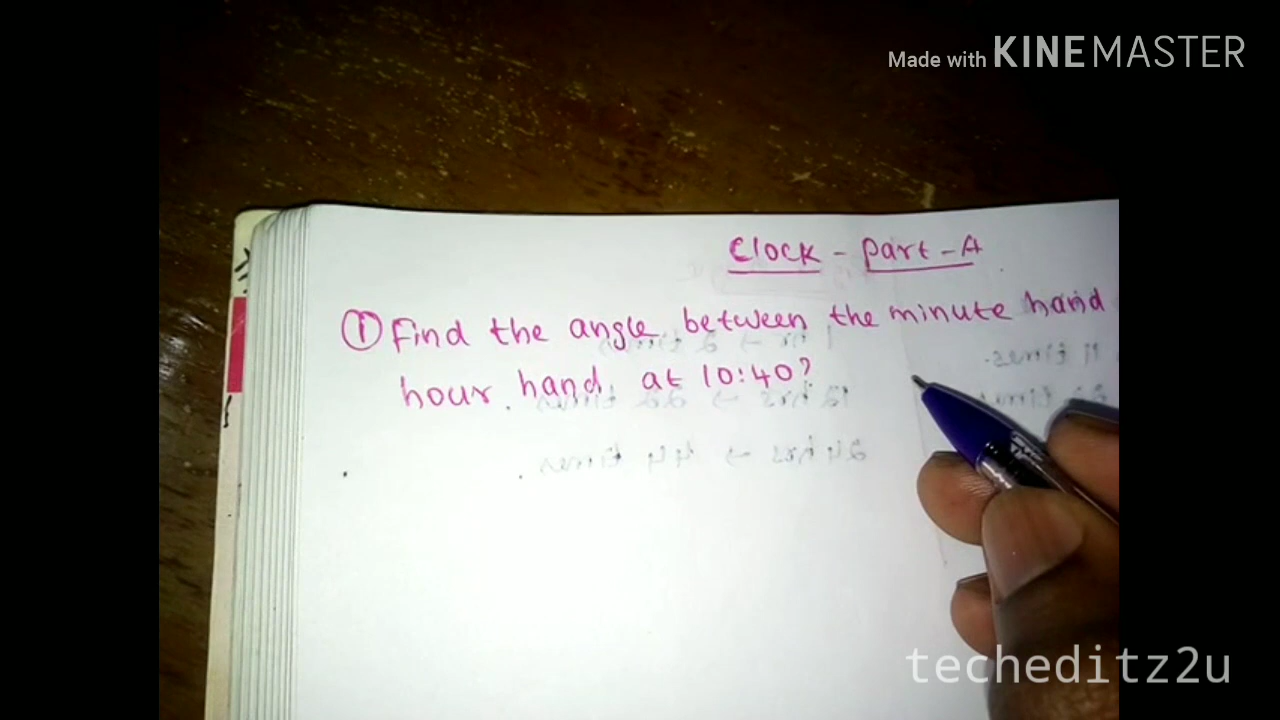 Made with KINEMASTER
Clock - Part - A
① Find the angle between the minute hand
hour hand at 10:40?
techeditz2u